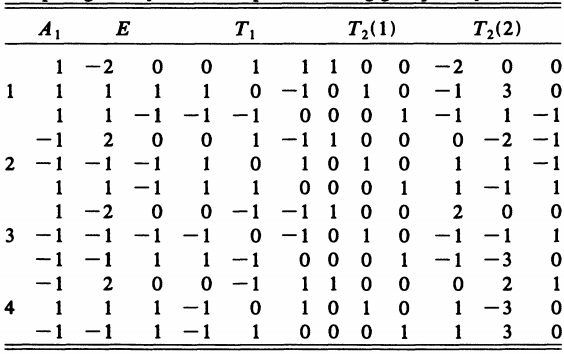 A₁ E T₁ T₂(1) T₂(2)
1 −2 0 0 1 1 1 0 0 −2 0 0
1 1 1 1 1 0 −1 0 1 0 −1 3 0
1 1 −1 −1 −1 0 0 0 1 −1 1 −1
−1 2 0 0 1 −1 1 0 0 0 −2 −1
2 −1 −1 −1 1 0 1 0 1 0 1 1 −1
1 1 −1 1 1 0 0 0 1 1 −1 1
1 −2 0 0 −1 −1 1 0 0 2 0 0
3 −1 −1 −1 −1 0 −1 0 1 0 −1 −1 1
−1 −1 1 1 −1 0 0 0 1 −1 −3 0
−1 2 0 0 −1 1 1 0 0 0 2 1
4 1 1 1 −1 0 1 0 1 0 1 −3 0
−1 −1 1 −1 1 0 0 0 1 1 3 0